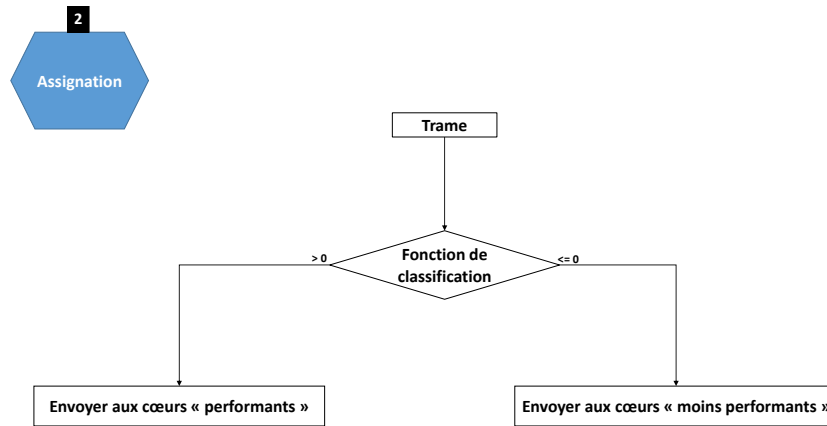 2
Assignation
Trame
Fonction de
classification
> 0
<= 0
Envoyer aux cœurs « performants »
Envoyer aux cœurs « moins performants »